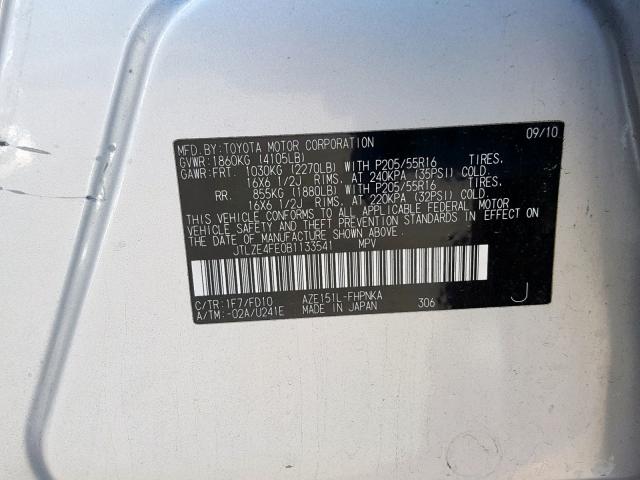 MFD.BY:TOYOTA MOTOR CORPORATION 09/10
GVWR:1860KG (4105LB)
GAWR:FRT. 1030KG (2270LB) WITH P205/55R16 TIRES,
16X6 1/2J RIMS, AT 240KPA (35PSI) COLD.
RR. 855KG (1880LB) WITH P205/55R16 TIRES,
16X6 1/2J RIMS, AT 220KPA (32PSI) COLD.
THIS VEHICLE CONFORMS TO ALL APPLICABLE FEDERAL MOTOR
VEHICLE SAFETY AND THEFT PREVENTION STANDARDS IN EFFECT ON
THE DATE OF MANUFACTURE SHOWN ABOVE.
JTLZE4FE0B1133541 MPV
C/TR:1F7/FD10 AZE151L-FHPNKA
A/TM:-02A/U241E MADE IN JAPAN 306 J